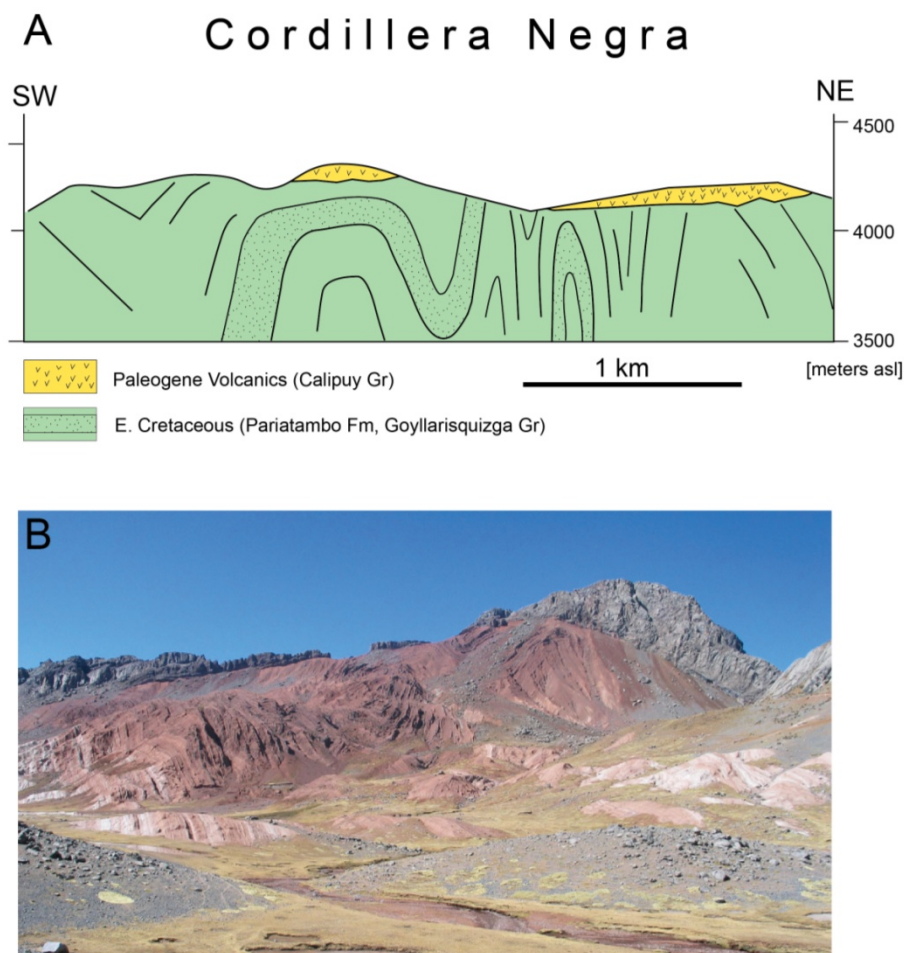 A
Cordillera Negra
SW
NE
4500
4000
3500
[meters asl]
Paleogene Volcanics (Calipuy Gr)
1 km
E. Cretaceous (Pariatambo Fm, Goyllarisquizga Gr)
B